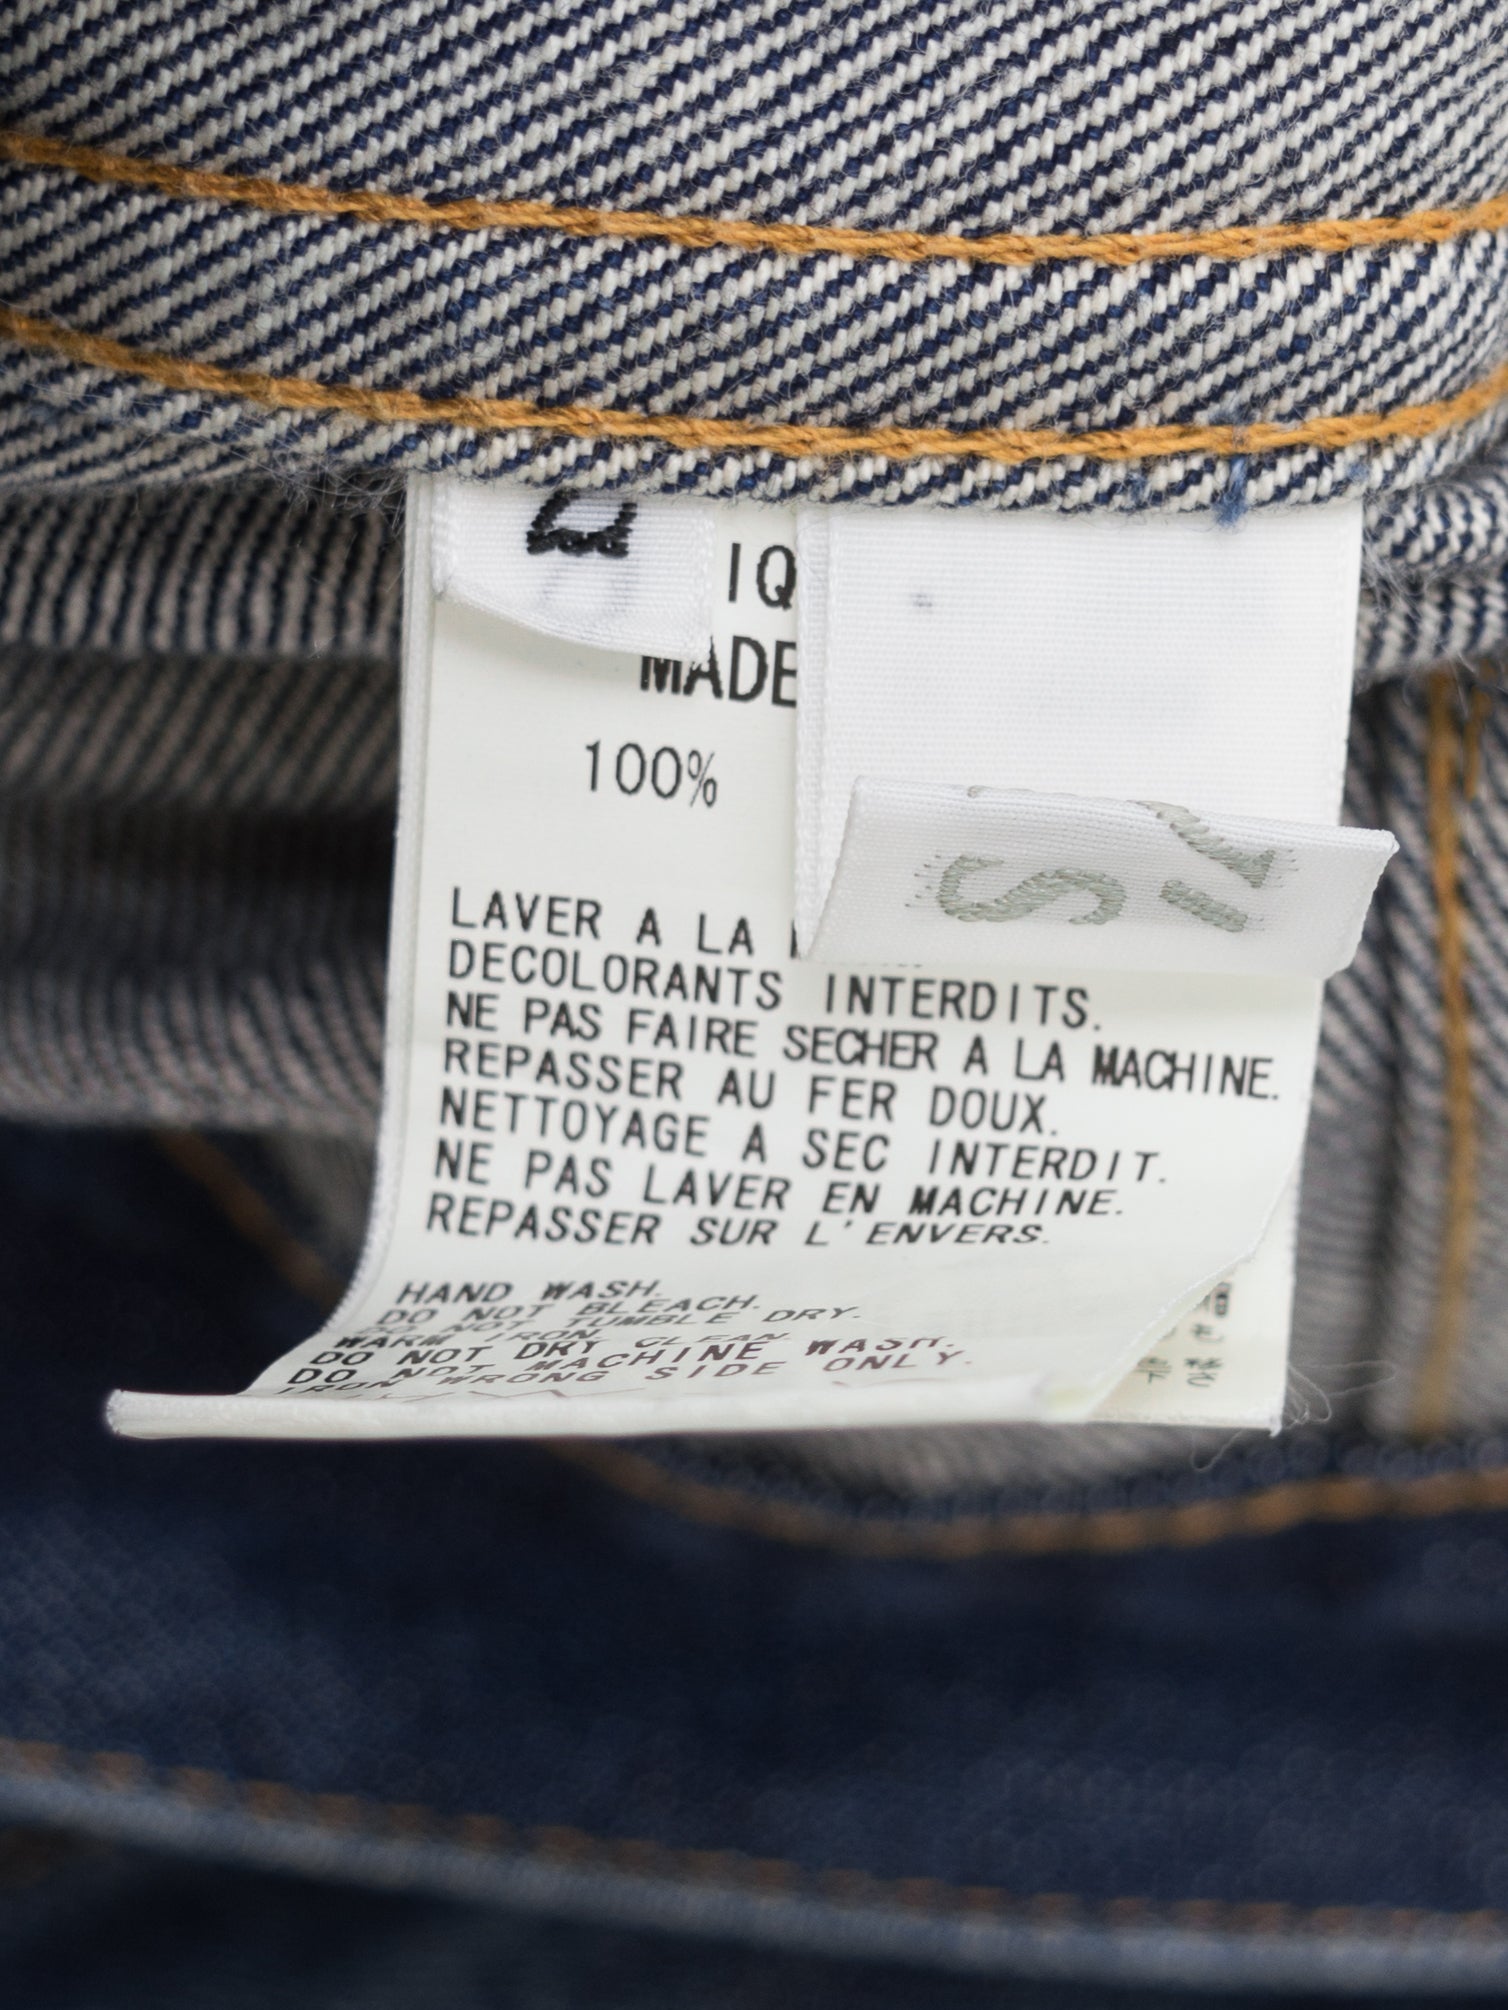 IQ
MADE
100%
LAVER A LA
DECOLORANTS INTERDITS.
NE PAS FAIRE SECHER A LA MACHINE.
REPASSER AU FER DOUX.
NETTOYAGE A SEC INTERDIT.
NE PAS LAVER EN MACHINE.
REPASSER SUR L'ENVERS.
HAND WASH.
DO NOT BLEACH.
DO NOT TUMBLE DRY.
WARM IRON.
DO NOT DRY CLEAN.
DO NOT MACHINE WASH.
IRON WRONG SIDE ONLY.